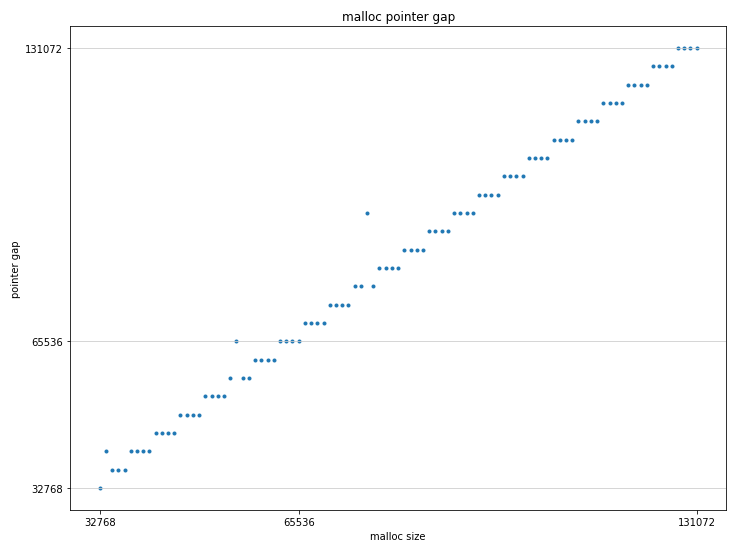 malloc pointer gap
131072
pointer gap
65536
32768
32768
65536
131072
malloc size